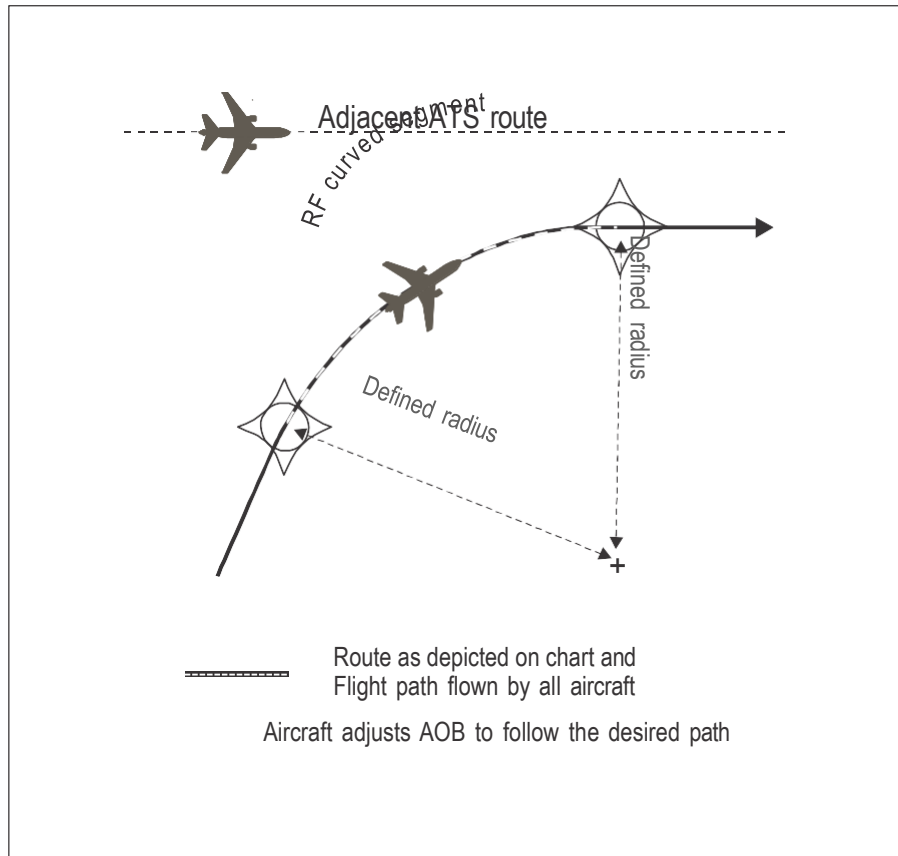 Adjacent ATS route
RF curved segment
Defined radius
Defined radius
Route as depicted on chart and
Flight path flown by all aircraft
Aircraft adjusts AOB to follow the desired path